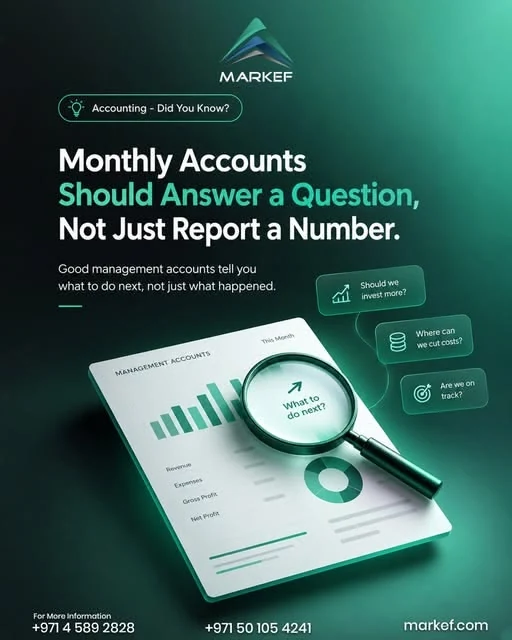 MARKEF
Accounting - Did You Know?
Monthly Accounts
Should Answer a Question,
Not Just Report a Number.
Good management accounts tell you
what to do next, not just what happened.
Should we
invest more?
Where can
we cut costs?
Are we on
track?
MANAGEMENT ACCOUNTS
This Month
What to
do next?
Revenue
Expenses
Gross Profit
Net Profit
For More Information
+971 4 589 2828
+971 50 105 4241
markef.com